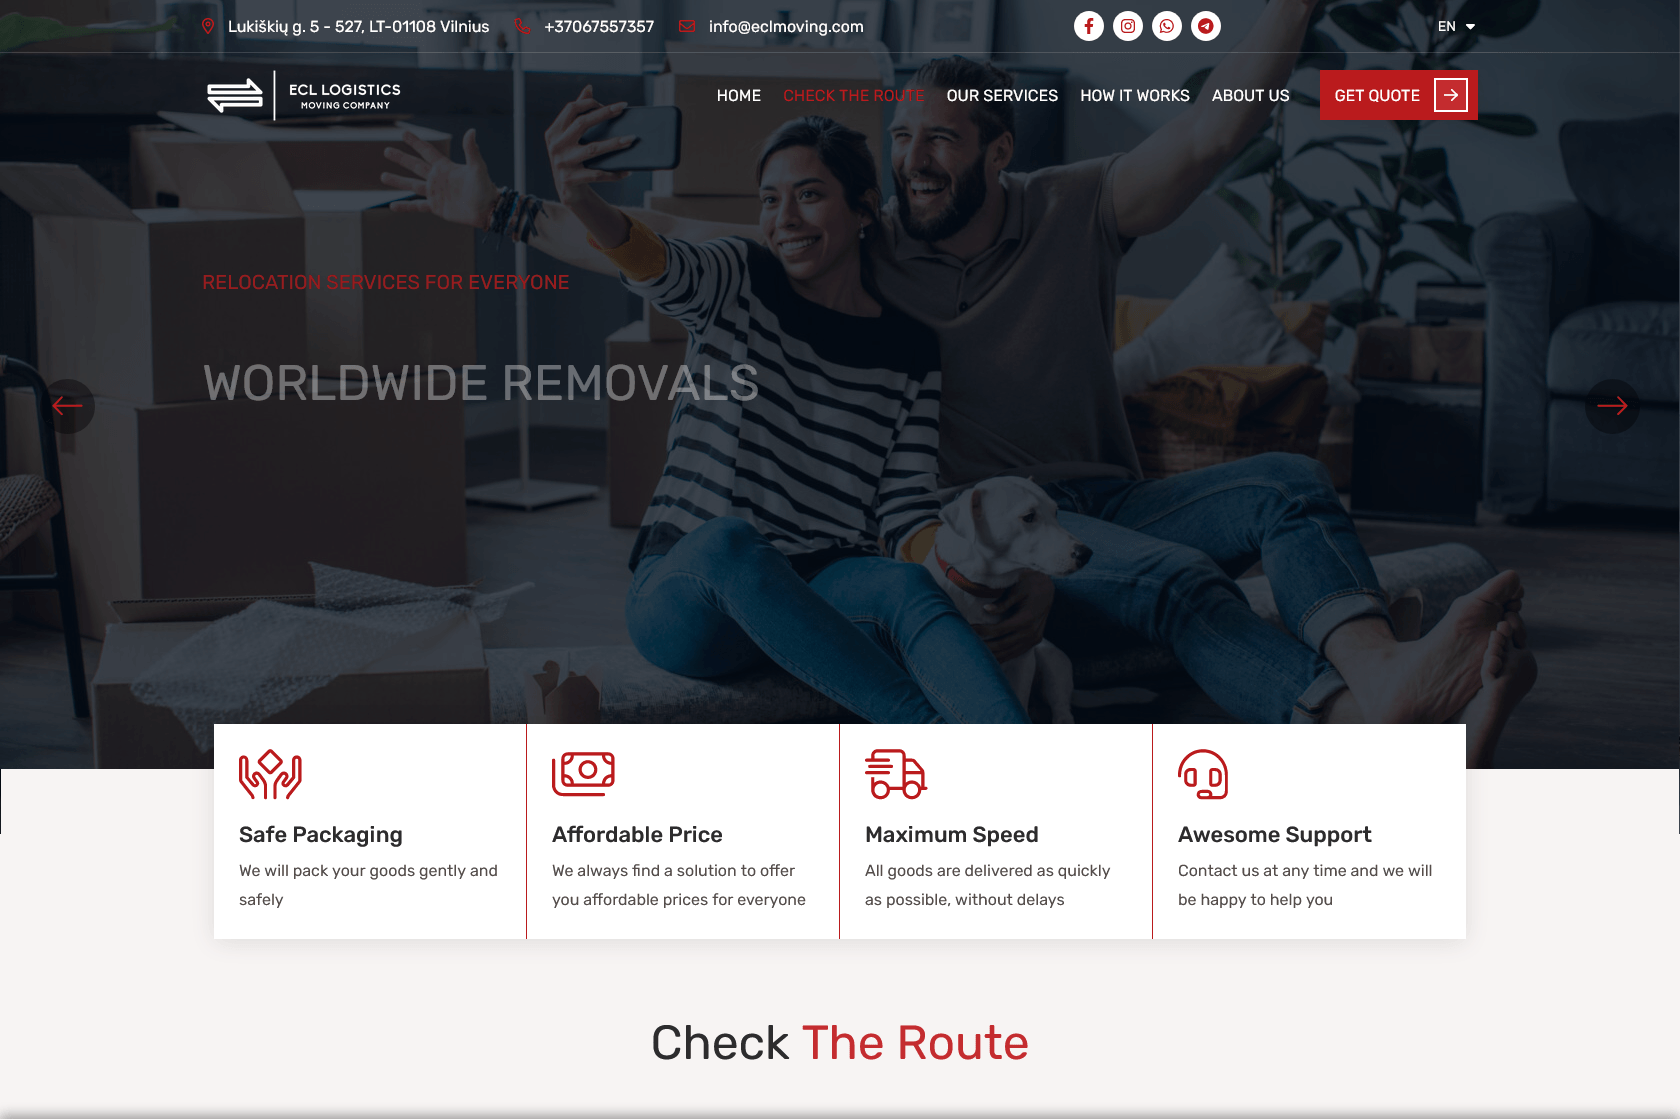 Lukiškių g. 5 - 527, LT-01108 Vilnius
+37067557357
info@eclmoving.com
EN
ECL LOGISTICS
MOVING COMPANY
HOME
CHECK THE ROUTE
OUR SERVICES
HOW IT WORKS
ABOUT US
GET QUOTE
RELOCATION SERVICES FOR EVERYONE
WORLDWIDE REMOVALS
Safe Packaging
We will pack your goods gently and
safely
Affordable Price
We always find a solution to offer
you affordable prices for everyone
Maximum Speed
All goods are delivered as quickly
as possible, without delays
Awesome Support
Contact us at any time and we will
be happy to help you
Check The Route